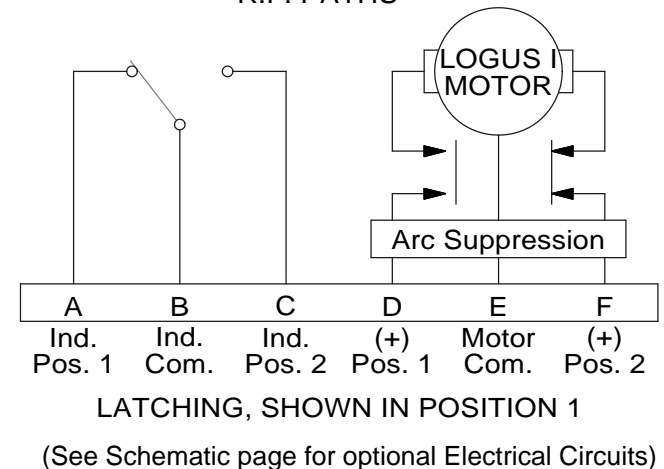 LOGUS I
MOTOR
Arc Suppression
A B C D E F
Ind. Ind. Ind. (+) Motor (+)
Pos. 1 Com. Pos. 2 Pos. 1 Com. Pos. 2
LATCHING, SHOWN IN POSITION 1
(See Schematic page for optional Electrical Circuits)